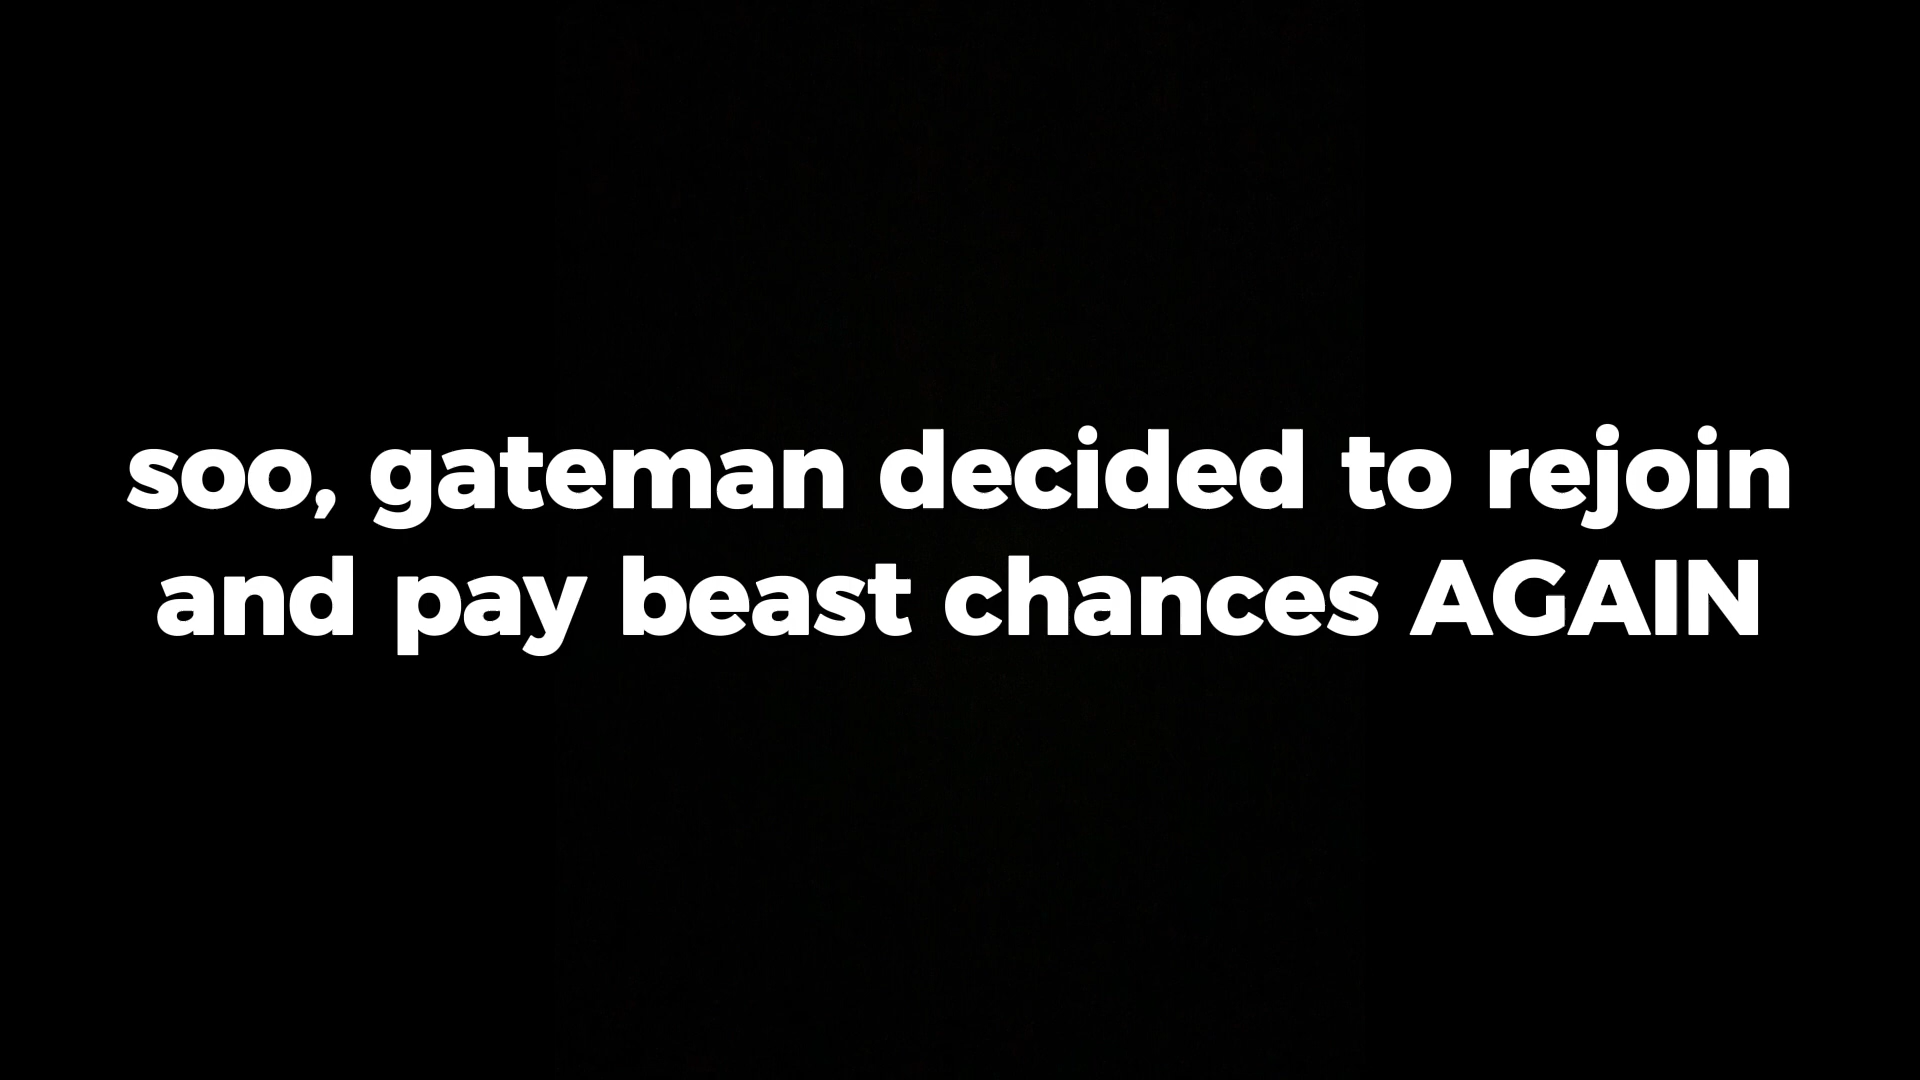 soo, gateman decided to rejoin
and pay beast chances AGAIN